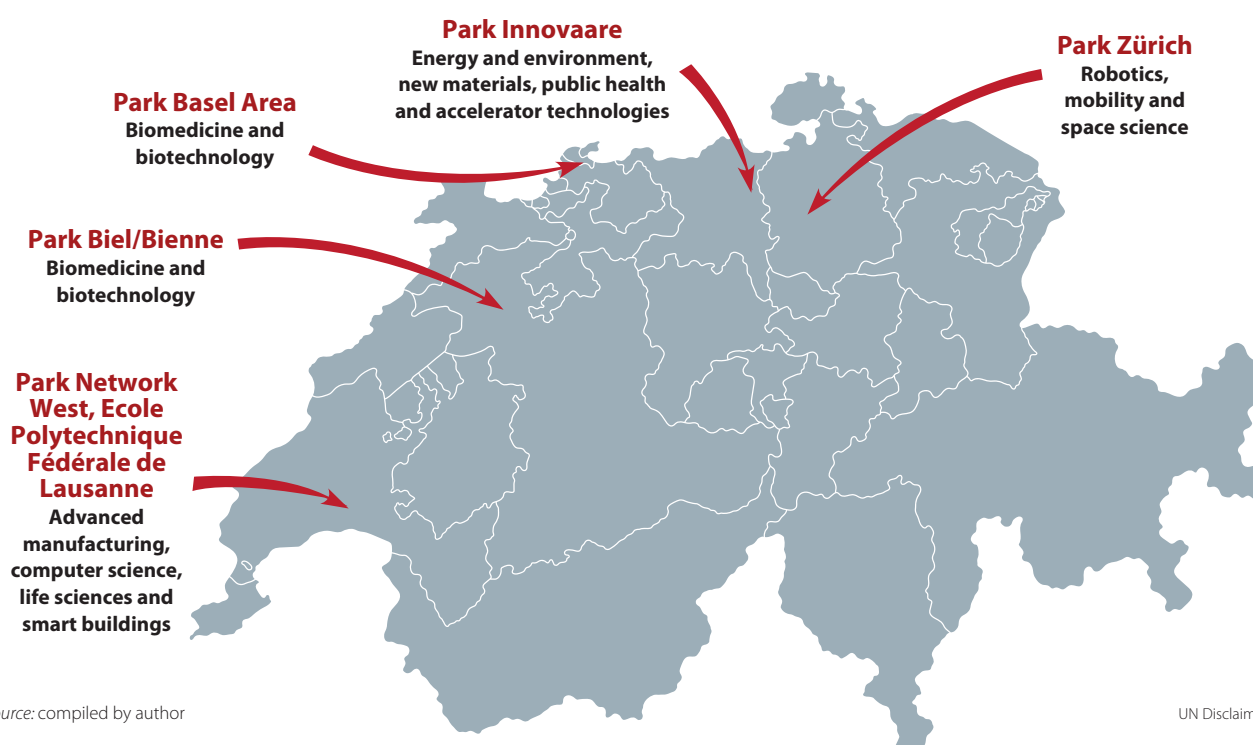 Park Innovaare
Energy and environment,
new materials, public health
and accelerator technologies
Park Zürich
Robotics,
mobility and
space science
Park Basel Area
Biomedicine and
biotechnology
Park Biel/Bienne
Biomedicine and
biotechnology
Park Network
West, Ecole
Polytechnique
Fédérale de
Lausanne
Advanced
manufacturing,
computer science,
life sciences and
smart buildings
urce: compiled by author
UN Disclaim